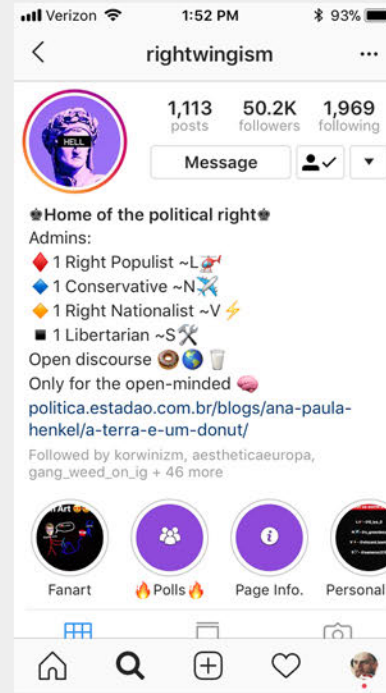 Verizon 1:52 PM 93%
rightwingism
1,113 50.2K 1,969
posts followers following
HELL
Message
Home of the political right
Admins:
1 Right Populist ~L
1 Conservative ~N
1 Right Nationalist ~V
1 Libertarian ~S
Open discourse
Only for the open-minded
politica.estadao.com.br/blogs/ana-paula-
henkel/a-terra-e-um-donut/
Followed by korwinizm, aestheticaeuropa,
gang_weed_on_ig + 46 more
Art
Fanart Polls Page Info. Personal